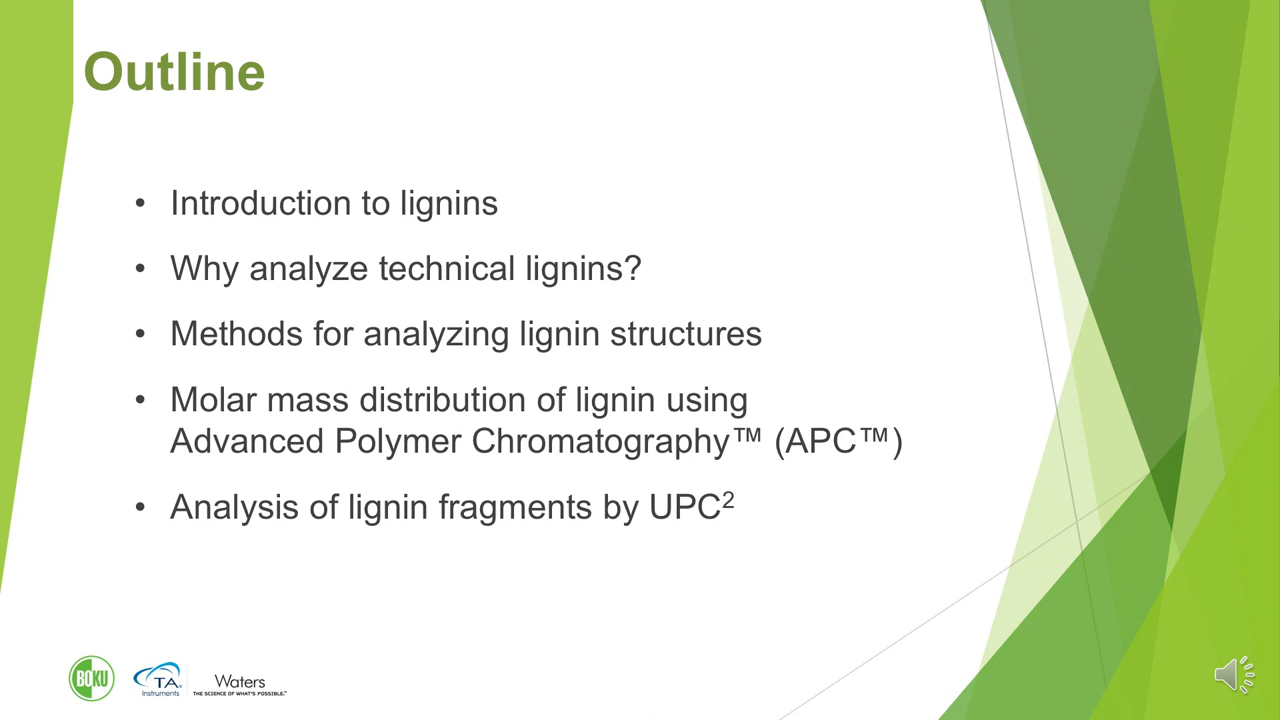 Outline
• Introduction to lignins
• Why analyze technical lignins?
• Methods for analyzing lignin structures
• Molar mass distribution of lignin using
Advanced Polymer Chromatography™ (APC™)
• Analysis of lignin fragments by UPC²
BOKU
TA
Instruments
Waters
THE SCIENCE OF WHAT'S POSSIBLE.™